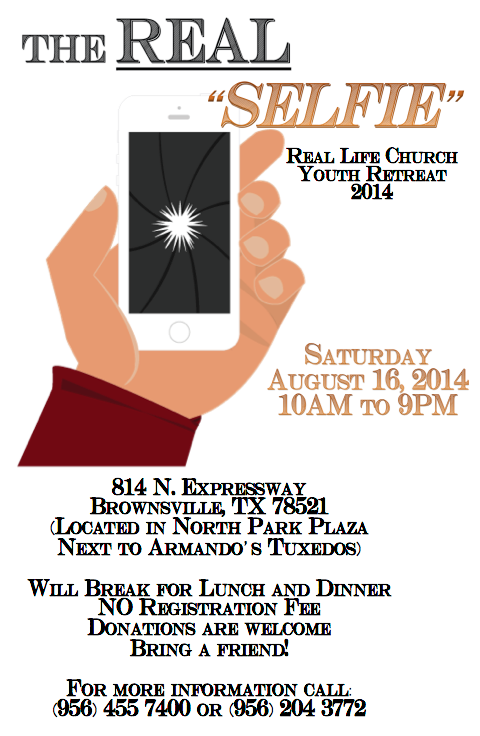 THE REAL
“SELFIE”
REAL LIFE CHURCH
YOUTH RETREAT
2014
SATURDAY
AUGUST 16, 2014
10AM TO 9PM
814 N. EXPRESSWAY
BROWNSVILLE, TX 78521
(LOCATED IN NORTH PARK PLAZA
NEXT TO ARMANDO'S TUXEDOS)
WILL BREAK FOR LUNCH AND DINNER
NO REGISTRATION FEE
DONATIONS ARE WELCOME
BRING A FRIEND!
FOR MORE INFORMATION CALL:
(956) 455 7400 OR (956) 204 3772